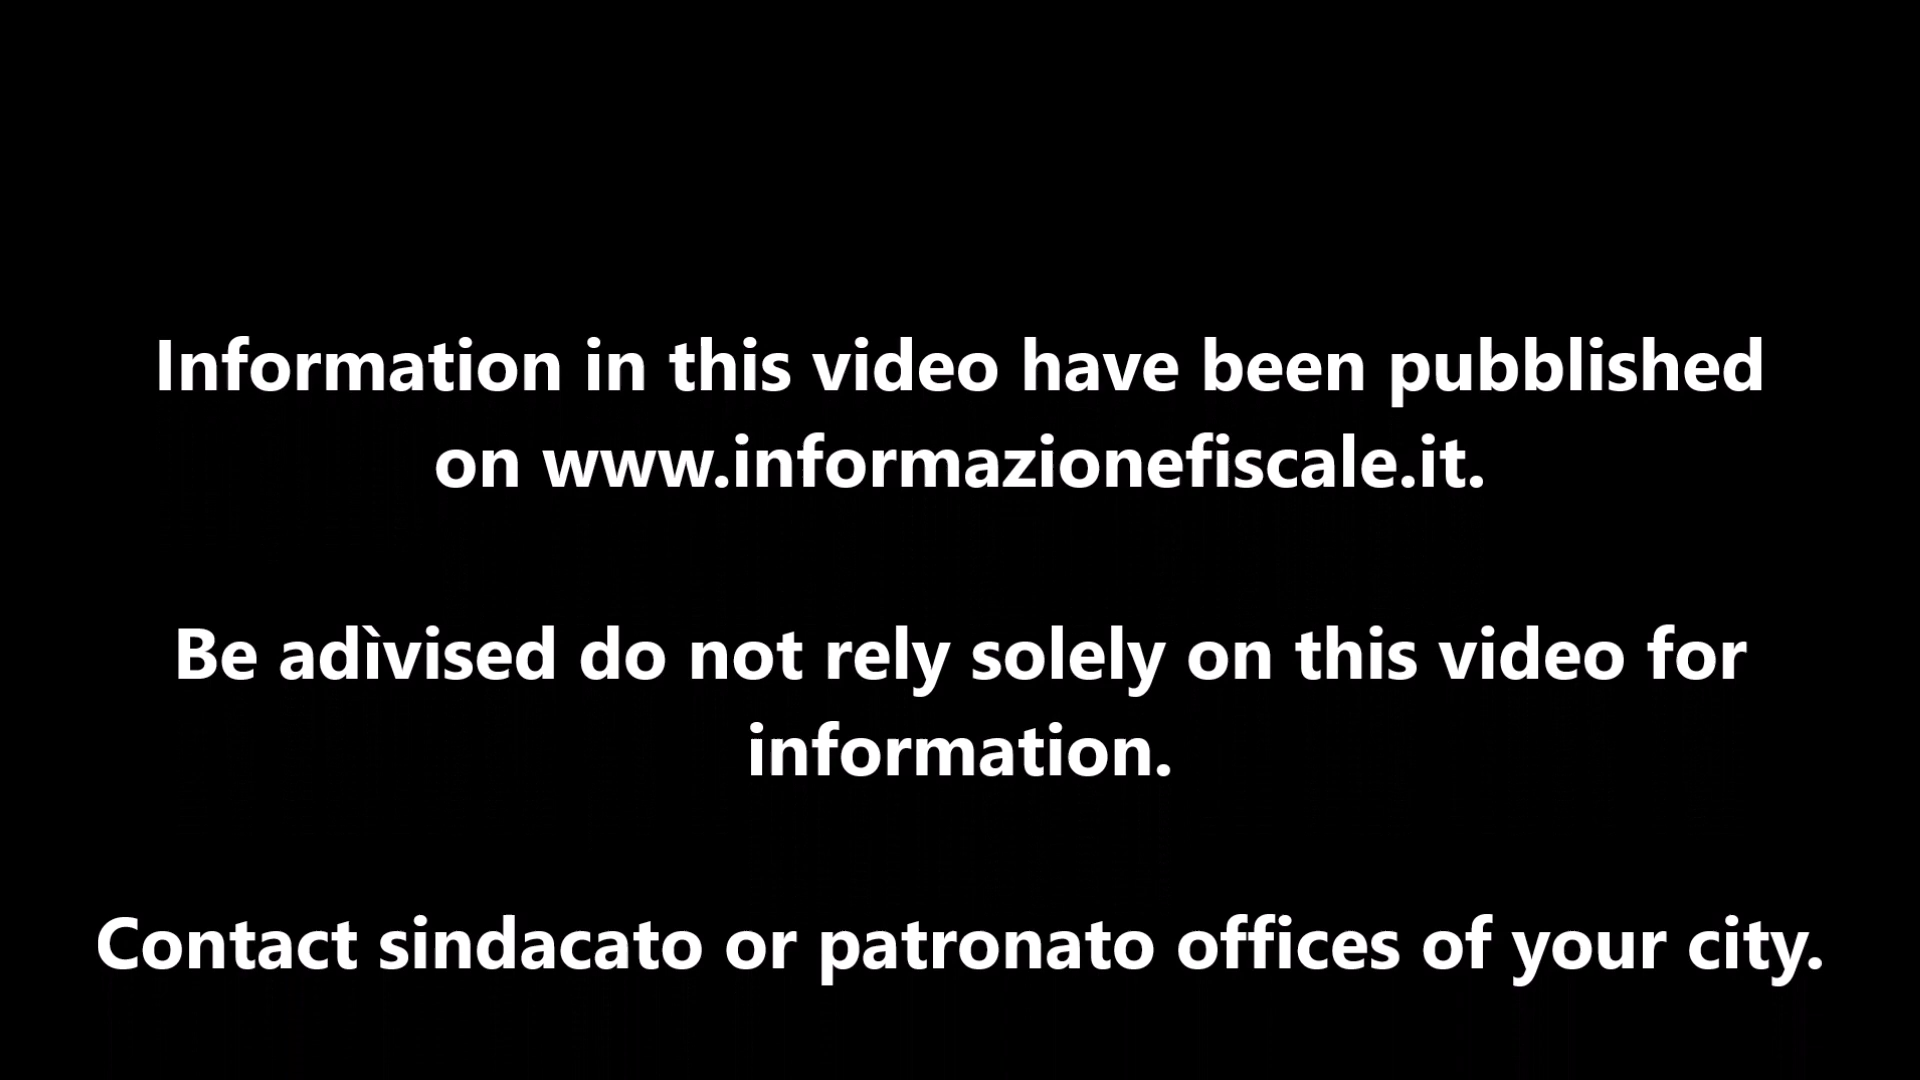 Information in this video have been pubblished
on www.informazionefiscale.it.
Be adìvised do not rely solely on this video for
information.
Contact sindacato or patronato offices of your city.